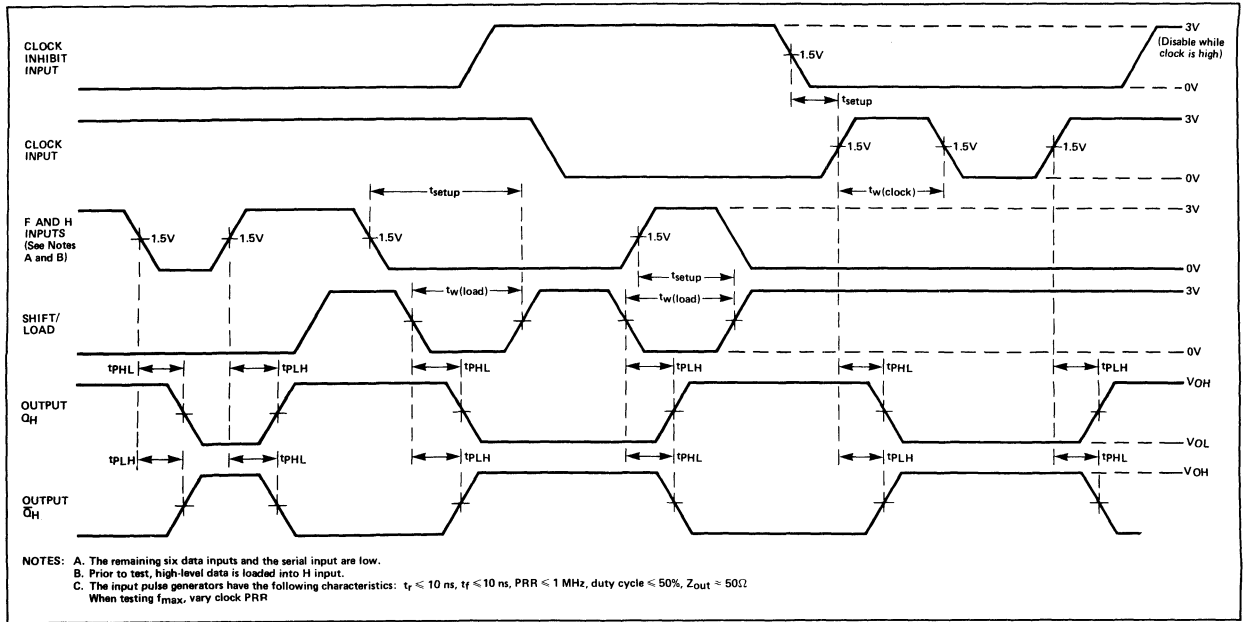 CLOCK
INHIBIT
INPUT
1.5V
3V
(Disable while
clock is high)
0V
tsetup
CLOCK
INPUT
1.5V
1.5V
1.5V
3V
0V
tw(clock)
tsetup
F AND H
INPUTS
(See Notes
A and B)
1.5V
1.5V
1.5V
1.5V
3V
0V
tsetup
tw(load)
tw(load)
SHIFT/
LOAD
3V
0V
tPHL
tPLH
tPHL
tPLH
tPHL
tPLH
OUTPUT
QH
VOH
VOL
tPLH
tPHL
tPLH
tPHL
tPLH
tPHL
OUTPUT
Q̅H
VOH
NOTES: A. The remaining six data inputs and the serial input are low.
B. Prior to test, high-level data is loaded into H input.
C. The input pulse generators have the following characteristics: tr ≤ 10 ns, tf ≤ 10 ns, PRR ≤ 1 MHz, duty cycle ≤ 50%, Zout ≈ 50Ω
When testing fmax, vary clock PRR